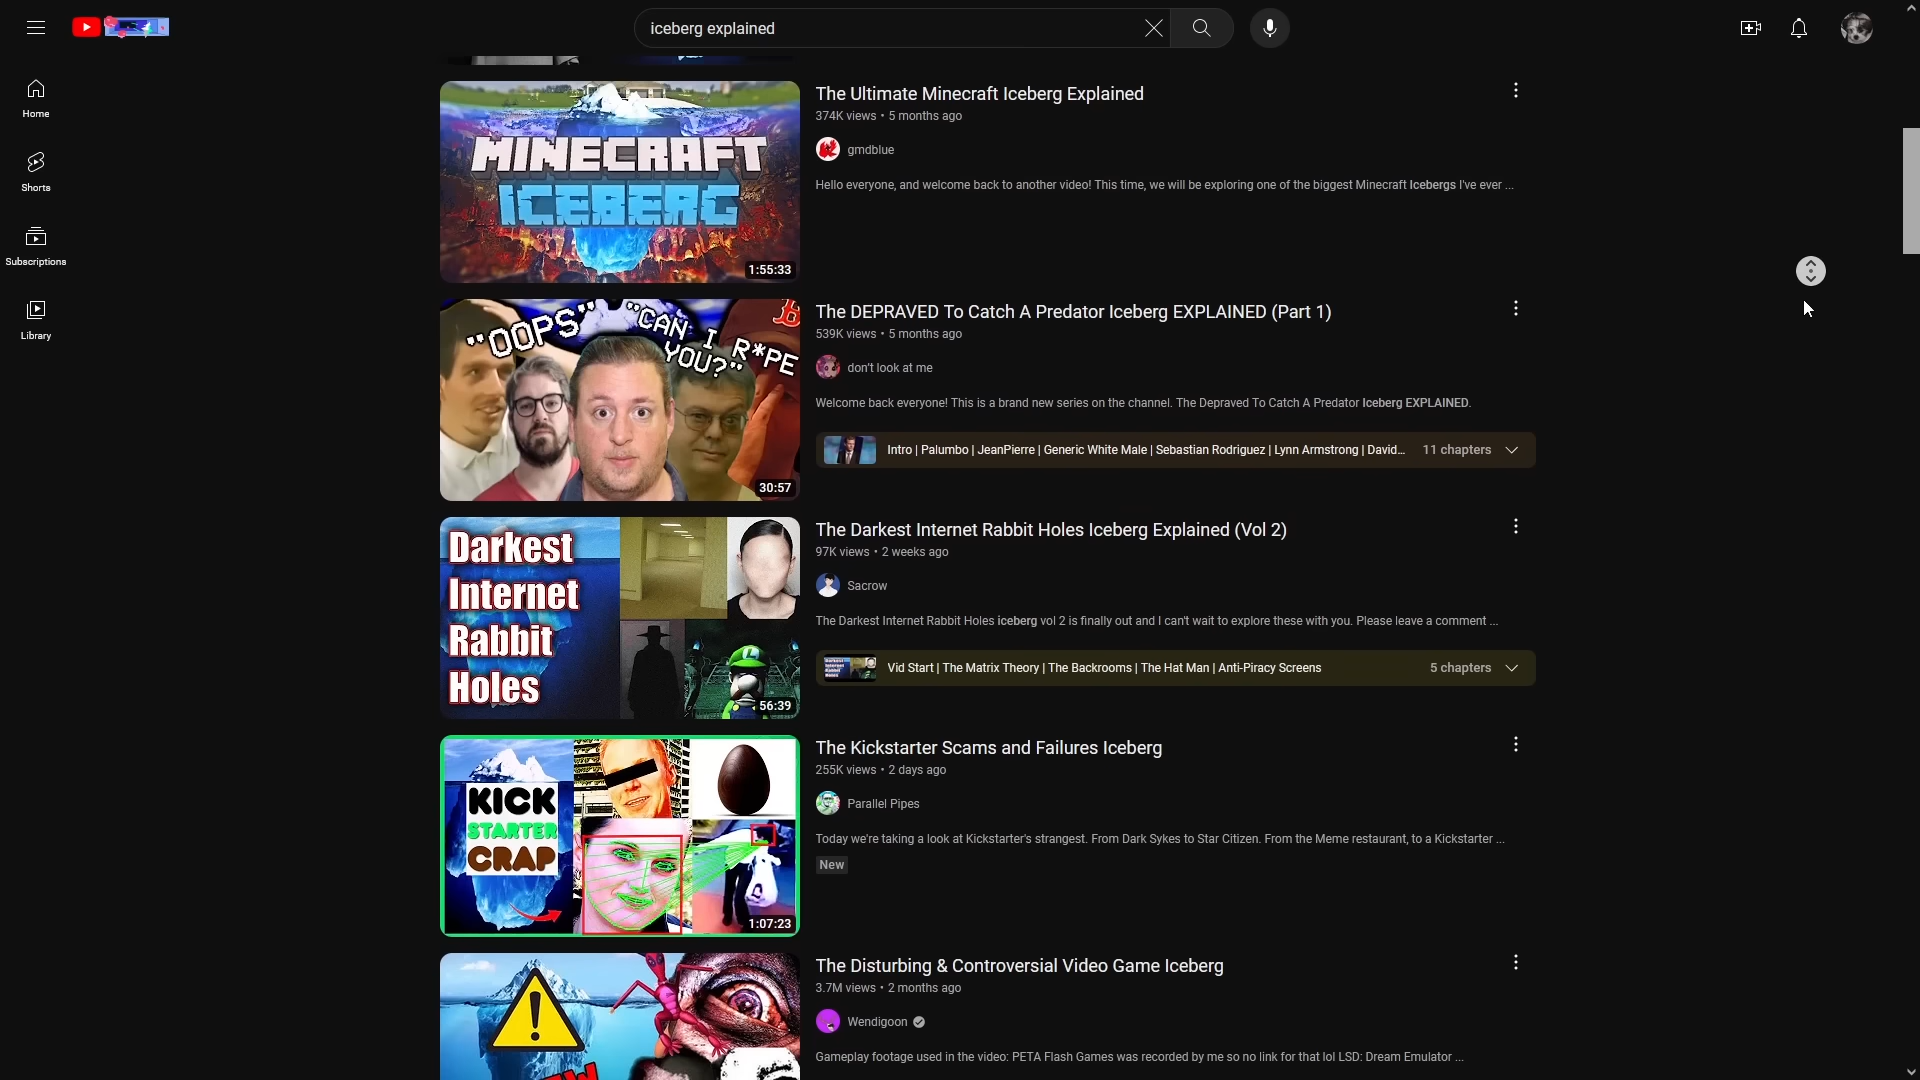 iceberg explained
Home
Shorts
Subscriptions
Library
MINECRAFT
ICEBERG
1:55:33
The Ultimate Minecraft Iceberg Explained
374K views • 5 months ago
gmdblue
Hello everyone, and welcome back to another video! This time, we will be exploring one of the biggest Minecraft Icebergs I've ever ...
"OOPS"
"CAN I R*PE
YOU?"
B
30:57
The DEPRAVED To Catch A Predator Iceberg EXPLAINED (Part 1)
539K views • 5 months ago
don't look at me
Welcome back everyone! This is a brand new series on the channel. The Depraved To Catch A Predator Iceberg EXPLAINED.
Intro | Palumbo | JeanPierre | Generic White Male | Sebastian Rodriguez | Lynn Armstrong | David...
11 chapters
Darkest
Internet
Rabbit
Holes
L
56:39
The Darkest Internet Rabbit Holes Iceberg Explained (Vol 2)
97K views • 2 weeks ago
Sacrow
The Darkest Internet Rabbit Holes iceberg vol 2 is finally out and I can't wait to explore these with you. Please leave a comment ...
Darkest
Internet
Rabbit
Holes
Vid Start | The Matrix Theory | The Backrooms | The Hat Man | Anti-Piracy Screens
5 chapters
KICK
STARTER
CRAP
1:07:23
The Kickstarter Scams and Failures Iceberg
255K views • 2 days ago
Parallel Pipes
Today we're taking a look at Kickstarter's strangest. From Dark Sykes to Star Citizen. From the Meme restaurant, to a Kickstarter ...
New
The Disturbing & Controversial Video Game Iceberg
3.7M views • 2 months ago
Wendigoon
Gameplay footage used in the video: PETA Flash Games was recorded by me so no link for that lol LSD: Dream Emulator ...